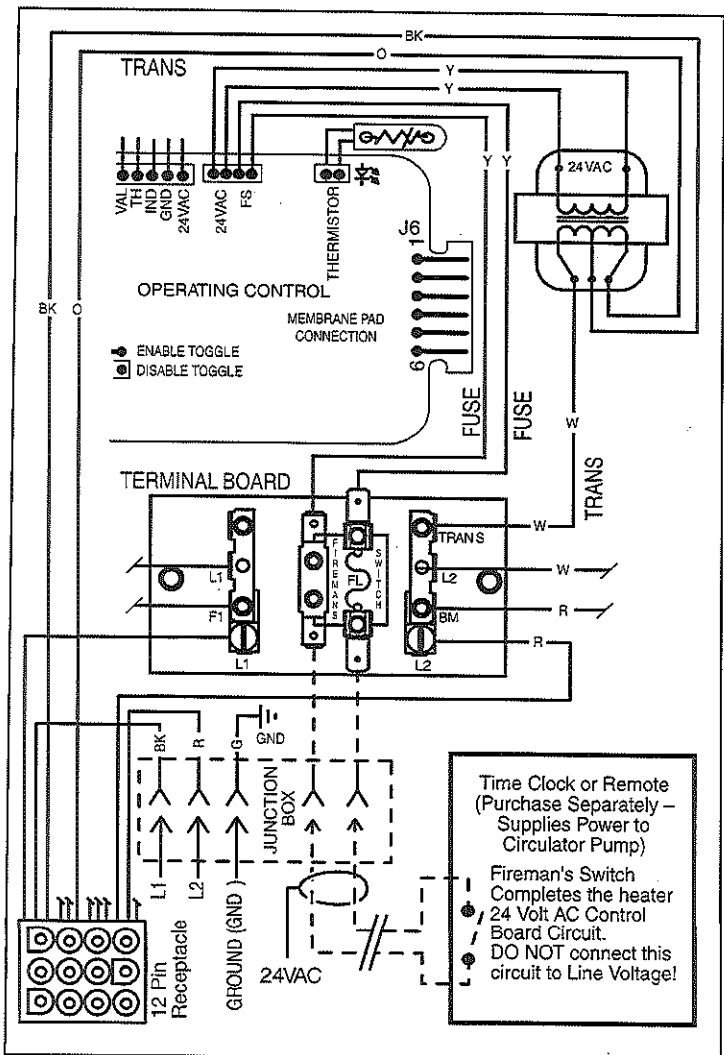 BK
O
TRANS
Y
Y
Y Y
24VAC
VAL
TH
IND
GND
24VAC
24VAC
FS
THERMISTOR
J6
1
OPERATING CONTROL
MEMBRANE PAD
CONNECTION
BK O
ENABLE TOGGLE
DISABLE TOGGLE
6
FUSE
FUSE
W
TRANS
TERMINAL BOARD
TRANS
W
L1
FIREMANS
FL
SWITCH
L2
W
F1
BM
R
L1
L2
R
BK
R
G
GND
JUNCTION
BOX
L1
L2
GROUND (GND )
24VAC
12 Pin
Receptacle
Time Clock or Remote
(Purchase Separately –
Supplies Power to
Circulator Pump)
Fireman's Switch
Completes the heater
24 Volt AC Control
Board Circuit.
DO NOT connect this
circuit to Line Voltage!